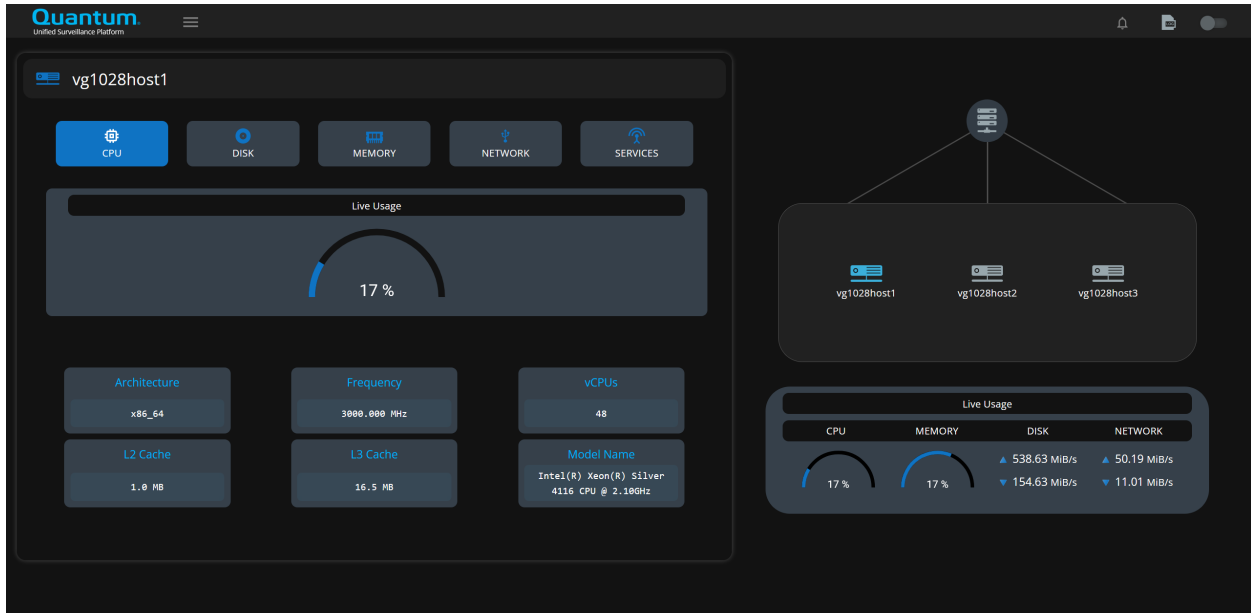 Quantum.
Unified Surveillance Platform
vg1028host1
CPU
DISK
MEMORY
NETWORK
SERVICES
Live Usage
17 %
Architecture
x86_64
Frequency
3000.000 MHz
vCPUs
48
L2 Cache
1.0 MB
L3 Cache
16.5 MB
Model Name
Intel(R) Xeon(R) Silver
4116 CPU @ 2.10GHz
vg1028host1
vg1028host2
vg1028host3
Live Usage
CPU
MEMORY
DISK
NETWORK
17 %
17 %
538.63 MiB/s
154.63 MiB/s
50.19 MiB/s
11.01 MiB/s